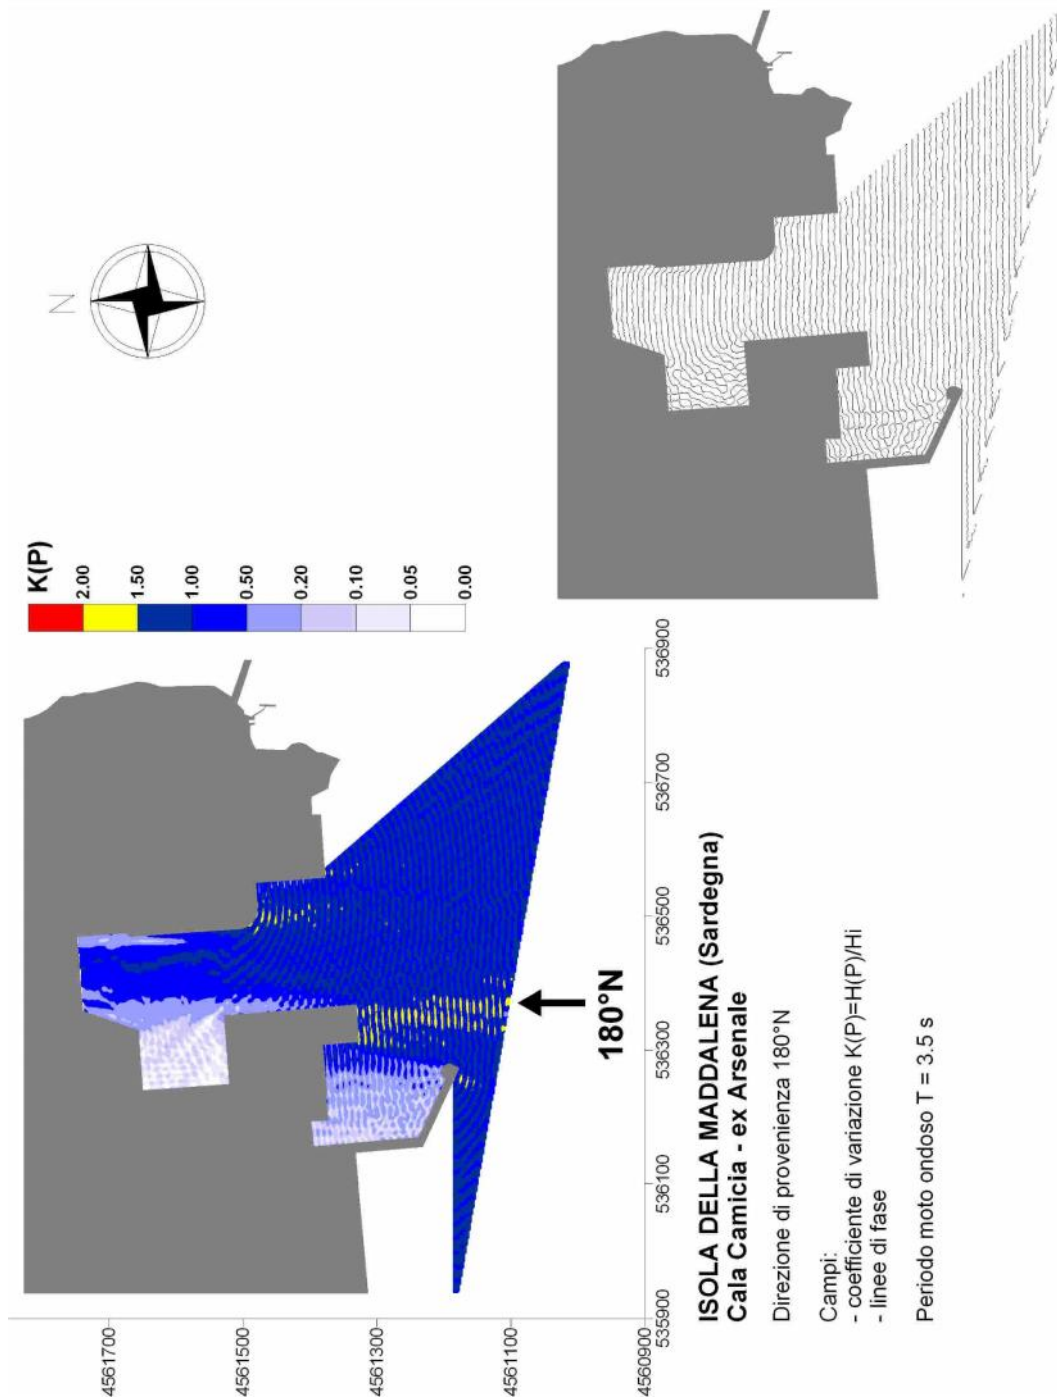 N
K(P)
2.00
1.50
1.00
0.50
0.20
0.10
0.05
0.00
4561700
4561500
4561300
4561100
4560900
535900
536100
536300
536500
536700
536900
180°N
ISOLA DELLA MADDALENA (Sardegna)
Cala Camicia - ex Arsenale
Direzione di provenienza 180°N
Campi:
- coefficiente di variazione K(P)=H(P)/Hi
- linee di fase
Periodo moto ondoso T = 3.5 s